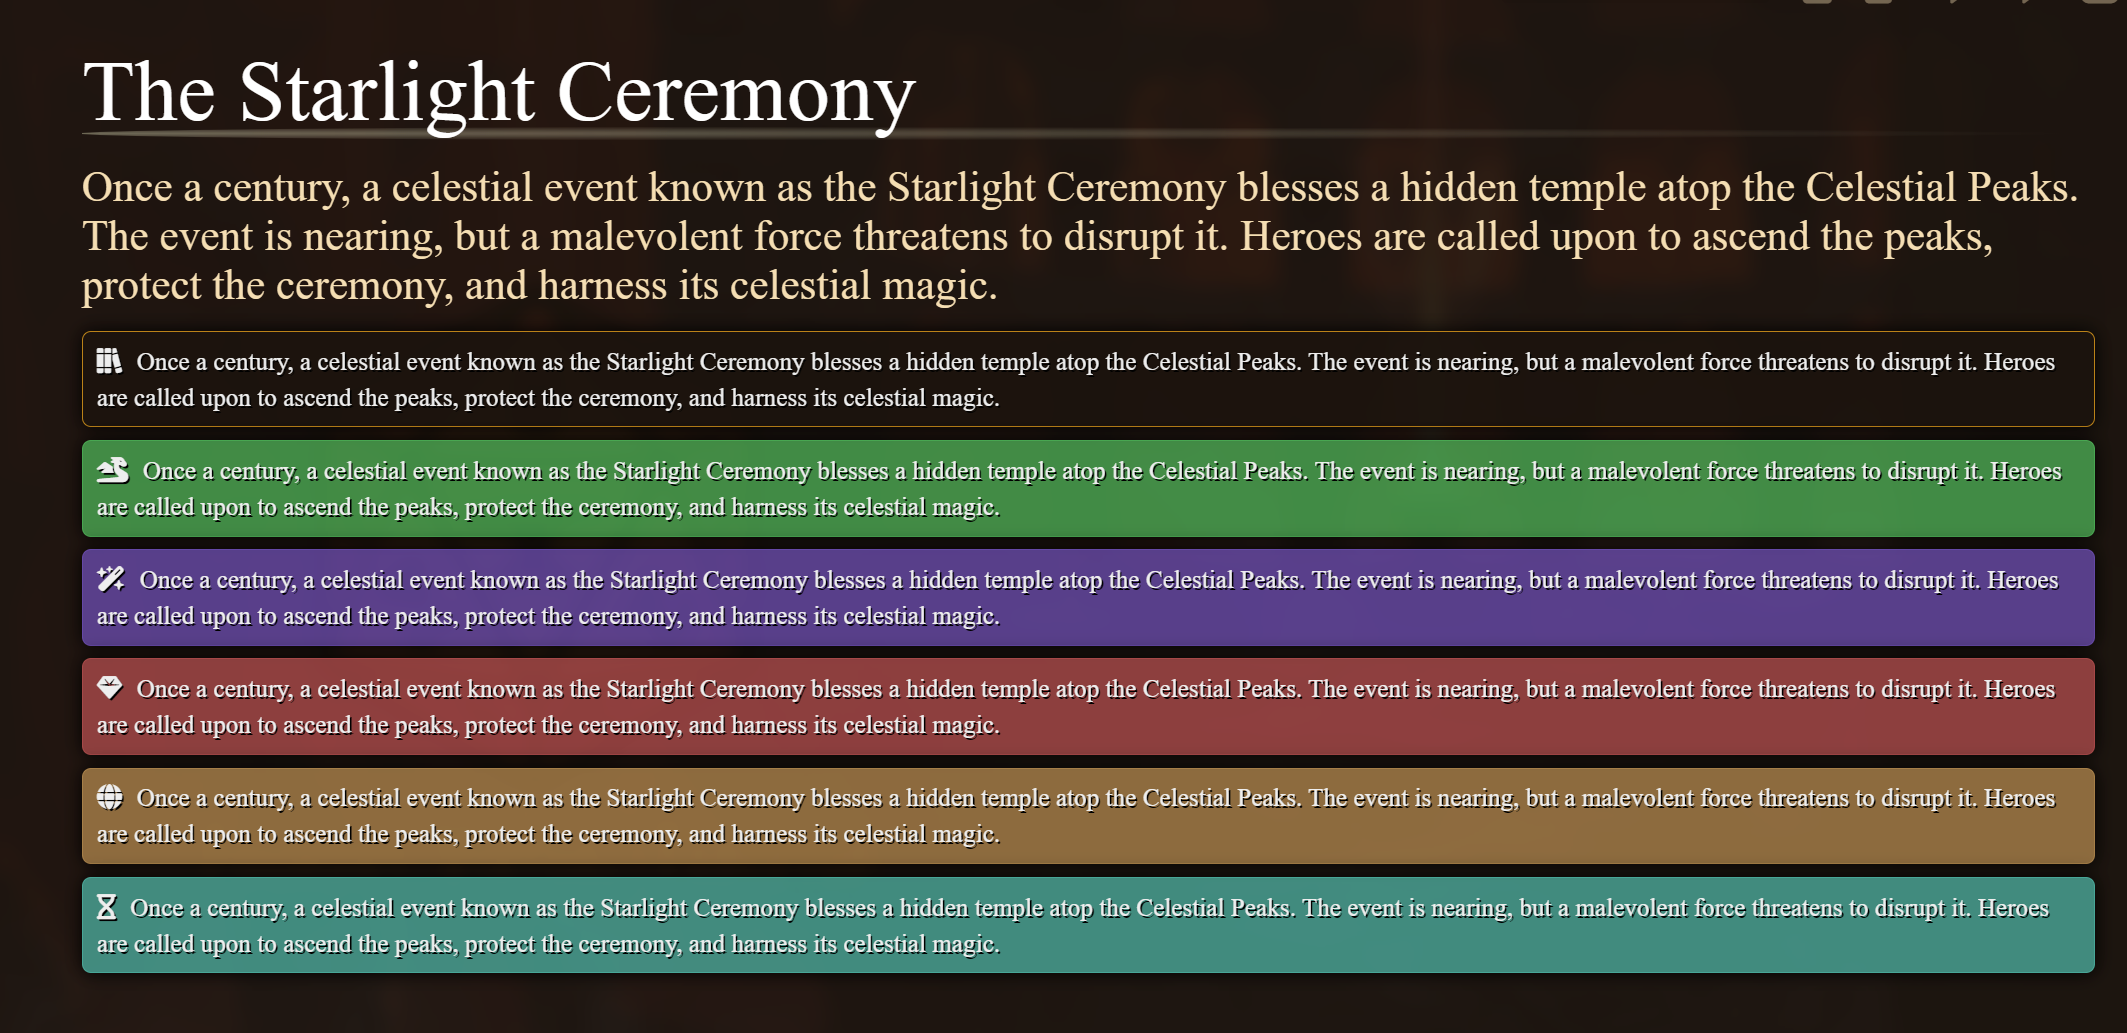 The Starlight Ceremony
Once a century, a celestial event known as the Starlight Ceremony blesses a hidden temple atop the Celestial Peaks.
The event is nearing, but a malevolent force threatens to disrupt it. Heroes are called upon to ascend the peaks,
protect the ceremony, and harness its celestial magic.
Once a century, a celestial event known as the Starlight Ceremony blesses a hidden temple atop the Celestial Peaks. The event is nearing, but a malevolent force threatens to disrupt it. Heroes
are called upon to ascend the peaks, protect the ceremony, and harness its celestial magic.
Once a century, a celestial event known as the Starlight Ceremony blesses a hidden temple atop the Celestial Peaks. The event is nearing, but a malevolent force threatens to disrupt it. Heroes
are called upon to ascend the peaks, protect the ceremony, and harness its celestial magic.
Once a century, a celestial event known as the Starlight Ceremony blesses a hidden temple atop the Celestial Peaks. The event is nearing, but a malevolent force threatens to disrupt it. Heroes
are called upon to ascend the peaks, protect the ceremony, and harness its celestial magic.
Once a century, a celestial event known as the Starlight Ceremony blesses a hidden temple atop the Celestial Peaks. The event is nearing, but a malevolent force threatens to disrupt it. Heroes
are called upon to ascend the peaks, protect the ceremony, and harness its celestial magic.
Once a century, a celestial event known as the Starlight Ceremony blesses a hidden temple atop the Celestial Peaks. The event is nearing, but a malevolent force threatens to disrupt it. Heroes
are called upon to ascend the peaks, protect the ceremony, and harness its celestial magic.
Once a century, a celestial event known as the Starlight Ceremony blesses a hidden temple atop the Celestial Peaks. The event is nearing, but a malevolent force threatens to disrupt it. Heroes
are called upon to ascend the peaks, protect the ceremony, and harness its celestial magic.